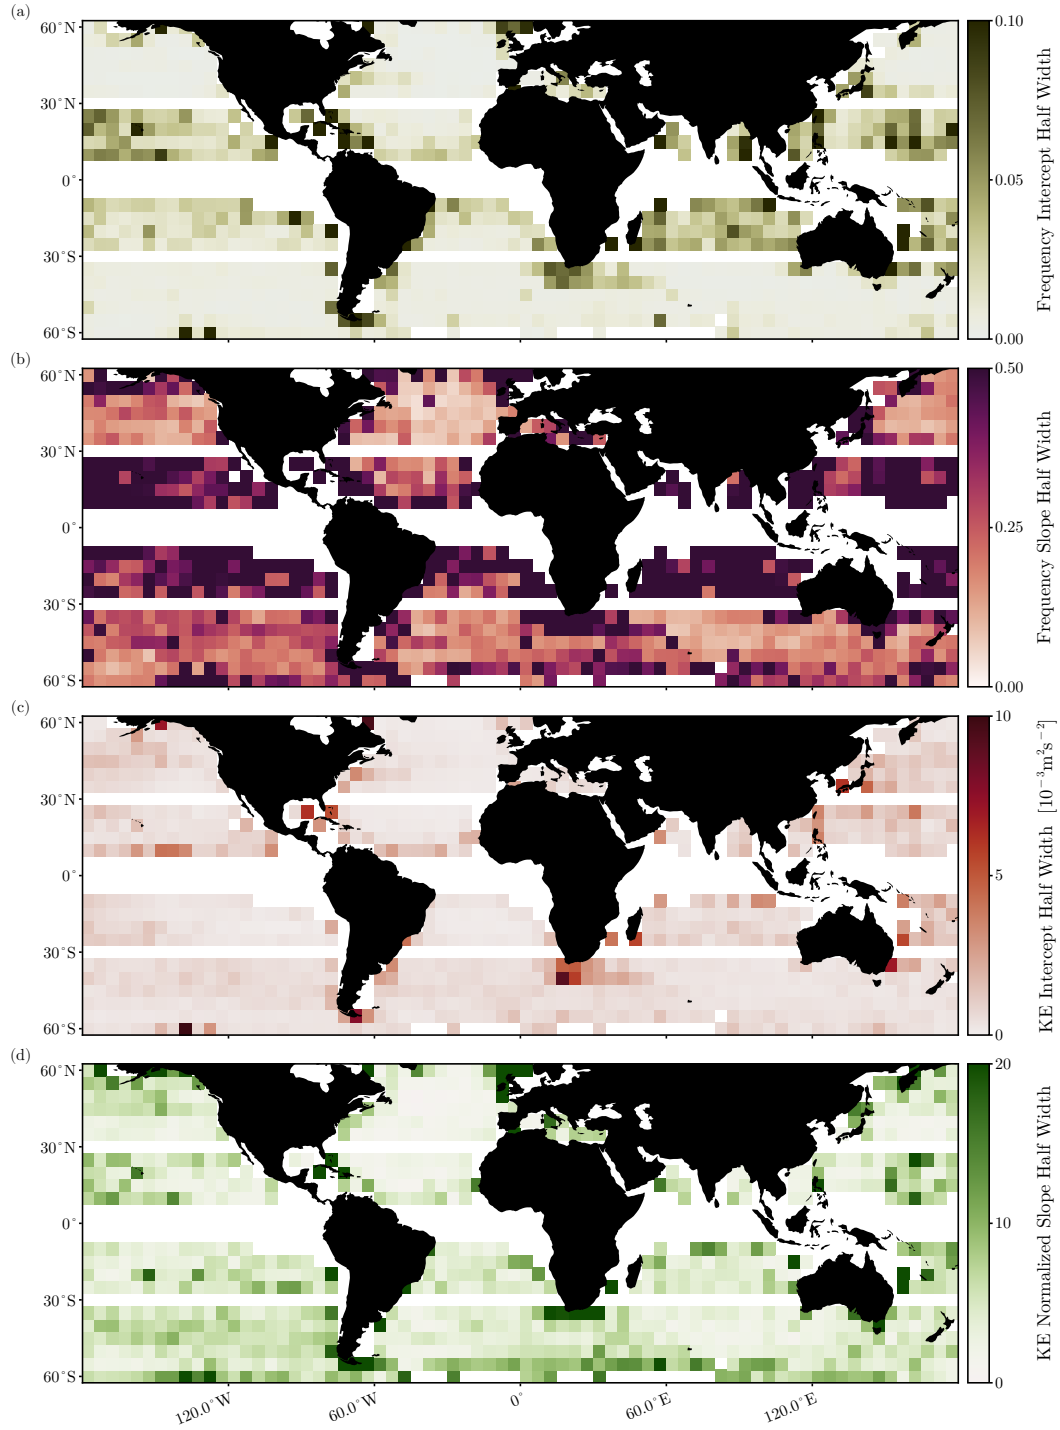 (a)
60°N
30°N
0°
30°S
60°S
0.10
0.05
0.00
Frequency Intercept Half Width
(b)
60°N
30°N
0°
30°S
60°S
0.50
0.25
0.00
Frequency Slope Half Width
(c)
60°N
30°N
0°
30°S
60°S
10
5
0
KE Intercept Half Width [10⁻³m²s⁻²]
(d)
60°N
30°N
0°
30°S
60°S
20
10
0
KE Normalized Slope Half Width
120.0°W
60.0°W
0°
60.0°E
120.0°E